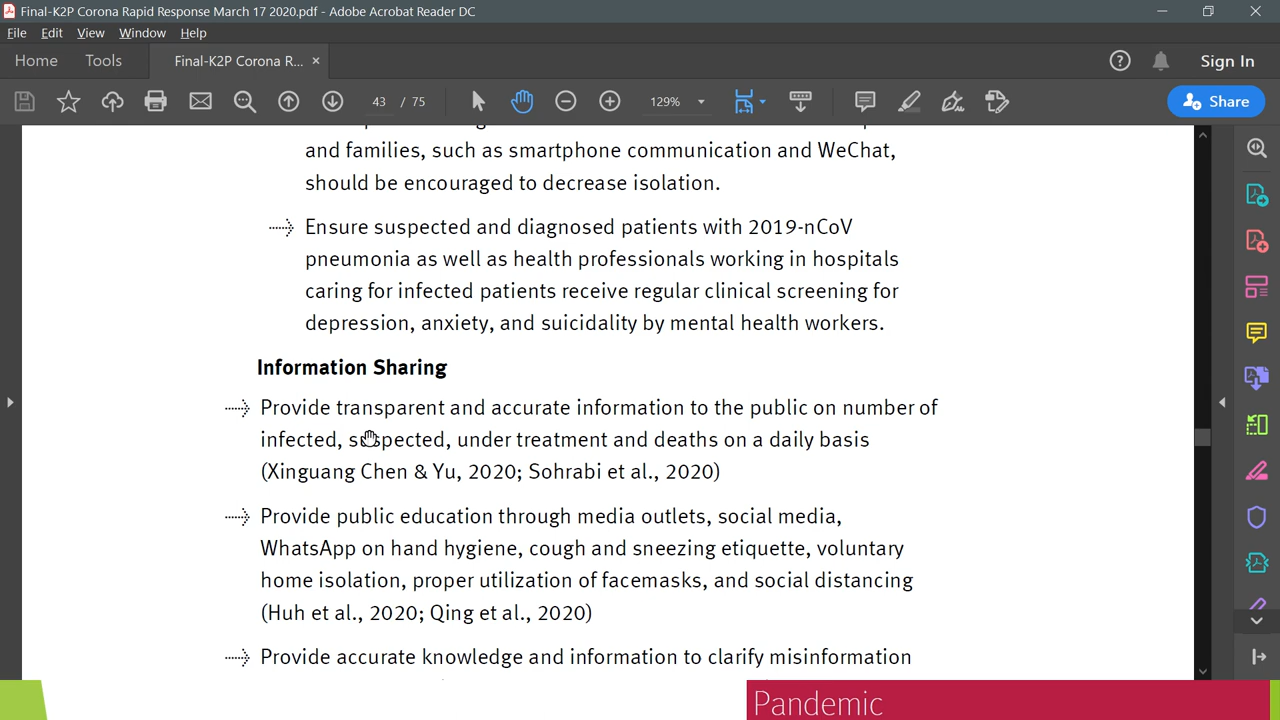 Final-K2P Corona Rapid Response March 17 2020.pdf - Adobe Acrobat Reader DC
File Edit View Window Help
Home Tools Final-K2P Corona R... × Sign In
43 / 75 129% Share
and families, such as smartphone communication and WeChat,
should be encouraged to decrease isolation.
Ensure suspected and diagnosed patients with 2019-nCoV
pneumonia as well as health professionals working in hospitals
caring for infected patients receive regular clinical screening for
depression, anxiety, and suicidality by mental health workers.
Information Sharing
Provide transparent and accurate information to the public on number of
infected, suspected, under treatment and deaths on a daily basis
(Xinguang Chen & Yu, 2020; Sohrabi et al., 2020)
Provide public education through media outlets, social media,
WhatsApp on hand hygiene, cough and sneezing etiquette, voluntary
home isolation, proper utilization of facemasks, and social distancing
(Huh et al., 2020; Qing et al., 2020)
Provide accurate knowledge and information to clarify misinformation
Pandemic